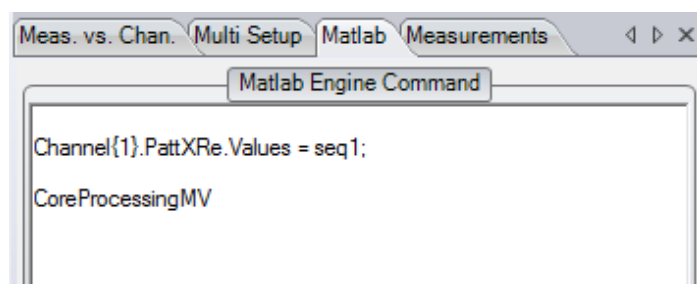 Meas. vs. Chan. Multi Setup Matlab Measurements
Matlab Engine Command
Channel{1}.PattXRe.Values = seq1;
CoreProcessingMV